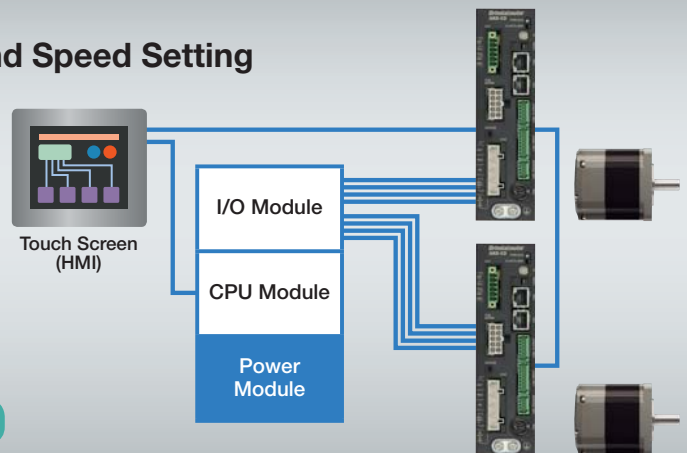 nd Speed Setting
Touch Screen
(HMI)
I/O Module
CPU Module
Power
Module